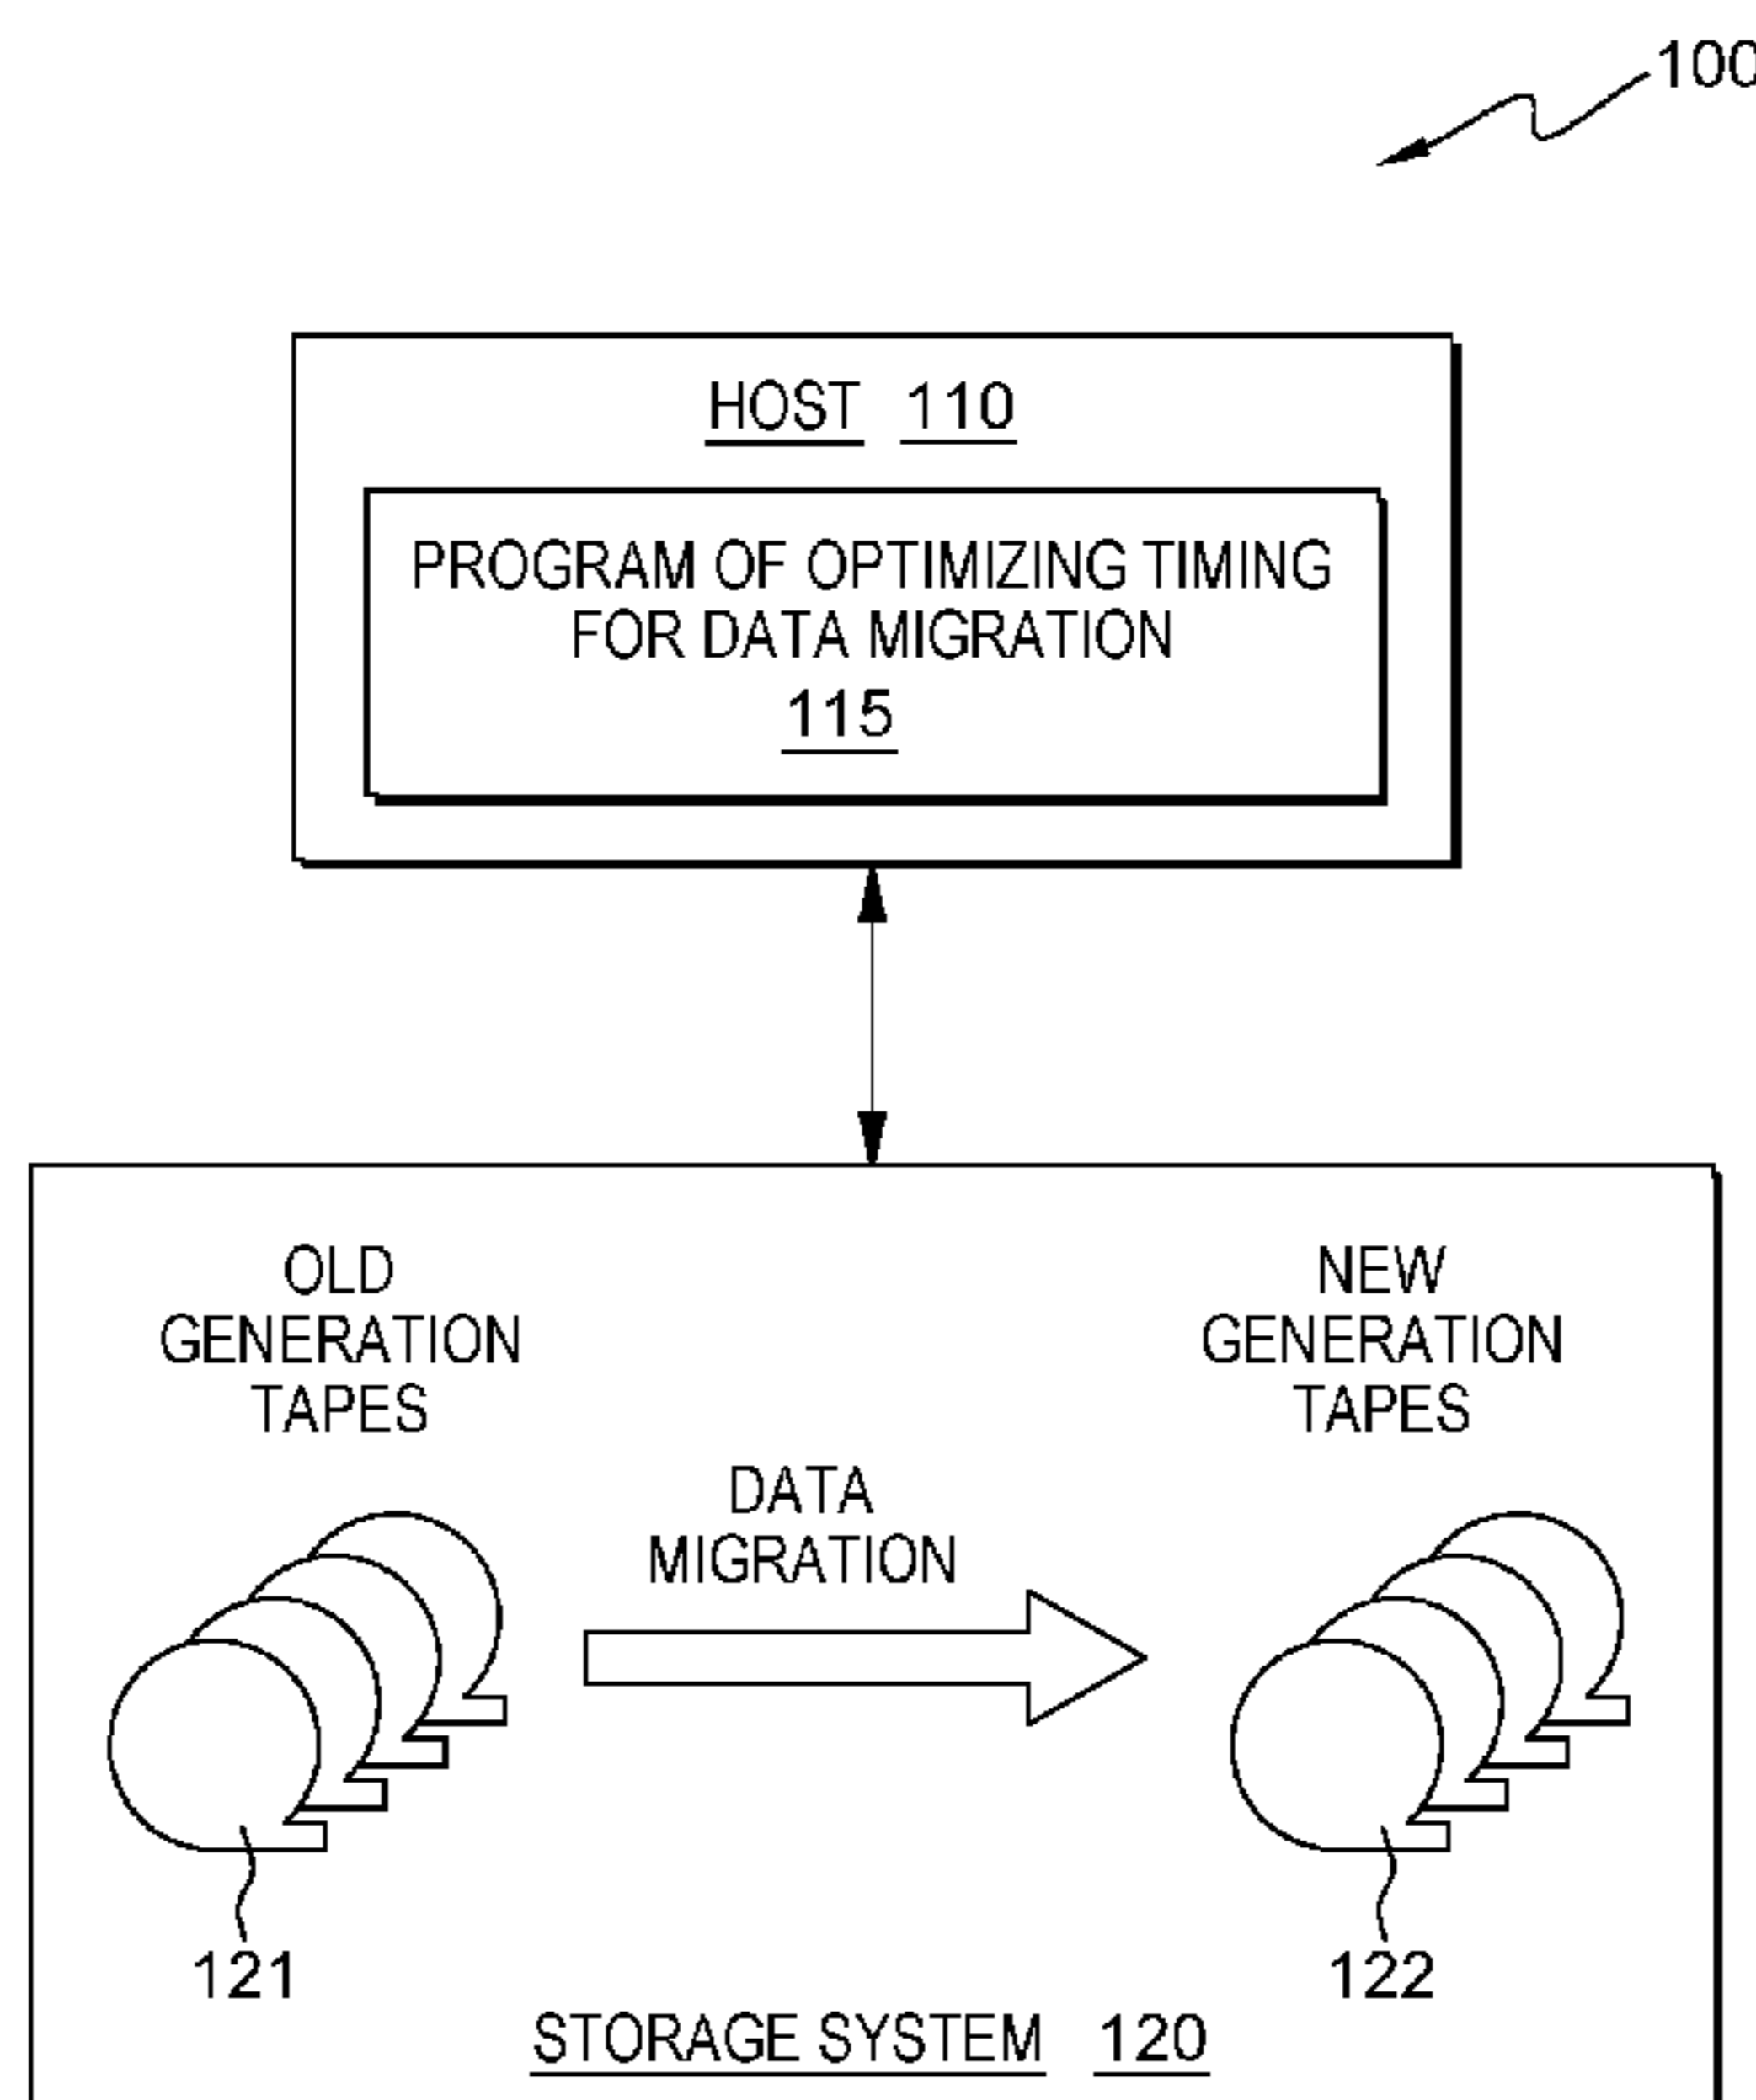 100
HOST 110
PROGRAM OF OPTIMIZING TIMING
FOR DATA MIGRATION
115
OLD
GENERATION
TAPES
NEW
GENERATION
TAPES
DATA
MIGRATION
121
122
STORAGE SYSTEM 120